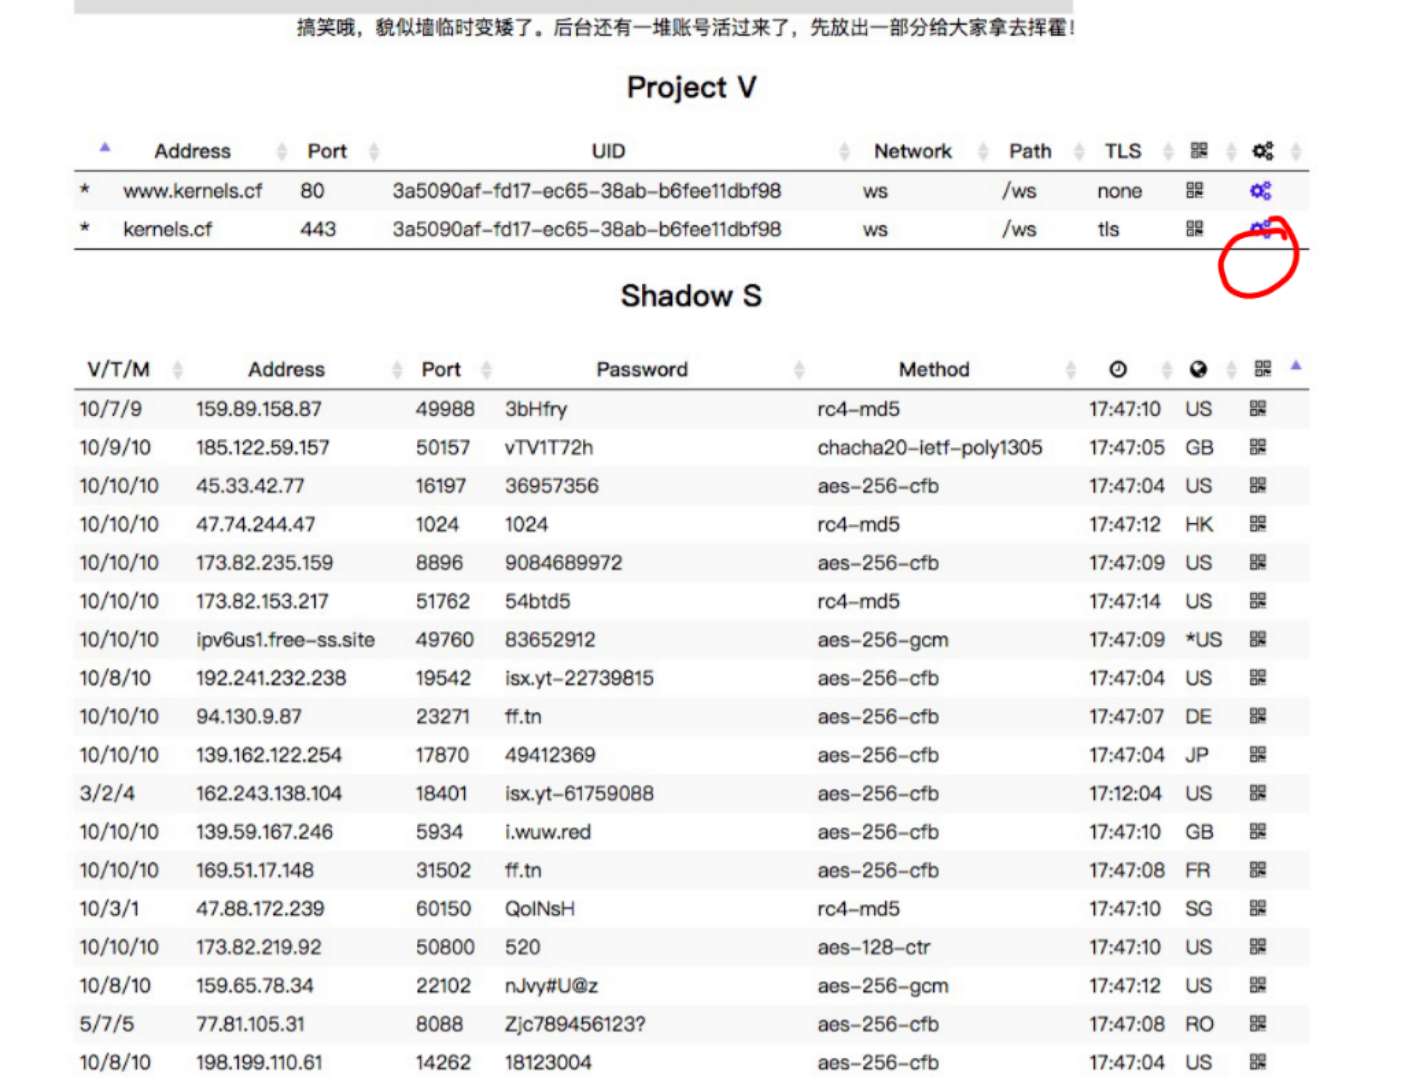 搞笑哦，貌似墙临时变矮了。后台还有一堆账号活过来了，先放出一部分给大家拿去挥霍！
Project V
Address Port UID Network Path TLS
* www.kernels.cf 80 3a5090af-fd17-ec65-38ab-b6fee11dbf98 ws /ws none
* kernels.cf 443 3a5090af-fd17-ec65-38ab-b6fee11dbf98 ws /ws tls
Shadow S
V/T/M Address Port Password Method
10/7/9 159.89.158.87 49988 3bHfry rc4-md5 17:47:10 US
10/9/10 185.122.59.157 50157 vTV1T72h chacha20-ietf-poly1305 17:47:05 GB
10/10/10 45.33.42.77 16197 36957356 aes-256-cfb 17:47:04 US
10/10/10 47.74.244.47 1024 1024 rc4-md5 17:47:12 HK
10/10/10 173.82.235.159 8896 9084689972 aes-256-cfb 17:47:09 US
10/10/10 173.82.153.217 51762 54btd5 rc4-md5 17:47:14 US
10/10/10 ipv6us1.free-ss.site 49760 83652912 aes-256-gcm 17:47:09 *US
10/8/10 192.241.232.238 19542 isx.yt-22739815 aes-256-cfb 17:47:04 US
10/10/10 94.130.9.87 23271 ff.tn aes-256-cfb 17:47:07 DE
10/10/10 139.162.122.254 17870 49412369 aes-256-cfb 17:47:04 JP
3/2/4 162.243.138.104 18401 isx.yt-61759088 aes-256-cfb 17:12:04 US
10/10/10 139.59.167.246 5934 i.wuw.red aes-256-cfb 17:47:10 GB
10/10/10 169.51.17.148 31502 ff.tn aes-256-cfb 17:47:08 FR
10/3/1 47.88.172.239 60150 QolNsH rc4-md5 17:47:10 SG
10/10/10 173.82.219.92 50800 520 aes-128-ctr 17:47:10 US
10/8/10 159.65.78.34 22102 nJvy#U@z aes-256-gcm 17:47:12 US
5/7/5 77.81.105.31 8088 Zjc789456123? aes-256-cfb 17:47:08 RO
10/8/10 198.199.110.61 14262 18123004 aes-256-cfb 17:47:04 US